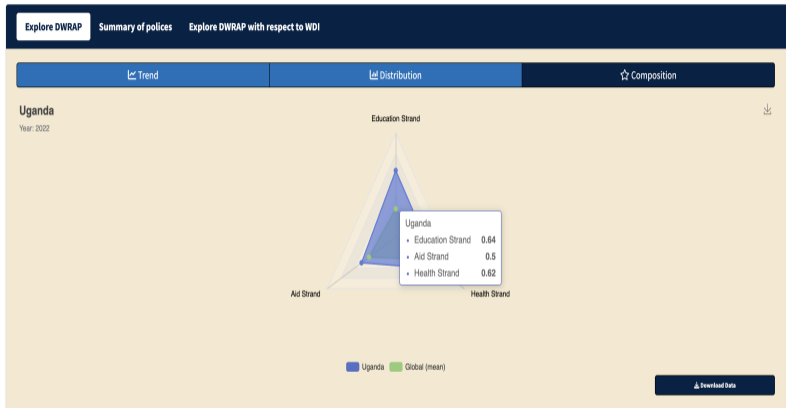 Explore DWRAP Summary of polices Explore DWRAP with respect to WDI
Trend Distribution Composition
Uganda
Year: 2022
Education Strand
Uganda
Education Strand 0.64
Aid Strand 0.5
Health Strand 0.62
Aid Strand Health Strand
Uganda Global (mean)
Download Data